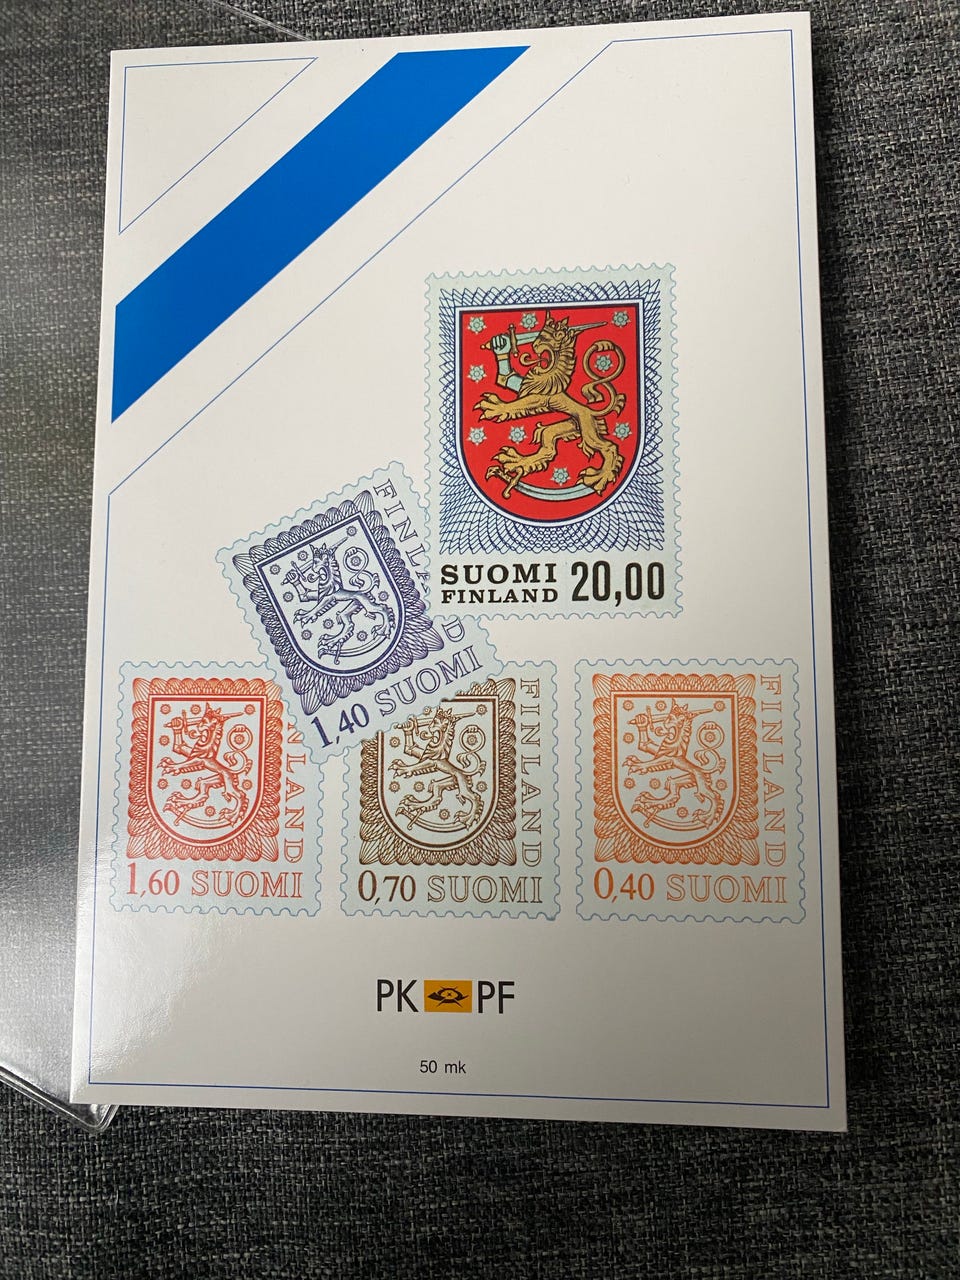 SUOMI 20,00
FINLAND
FINLAND
1,40 SUOMI
FINLAND
1,60 SUOMI
FINLAND
0,70 SUOMI
FINLAND
0,40 SUOMI
PK PF
50 mk